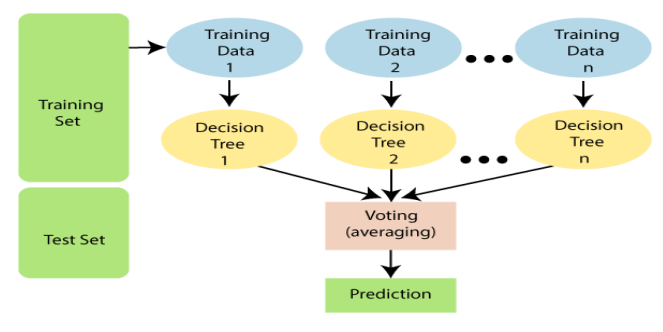 Training
Set
Test Set
Training
Data
1
Training
Data
2
Training
Data
n
Decision
Tree
1
Decision
Tree
2
Decision
Tree
n
Voting
(averaging)
Prediction